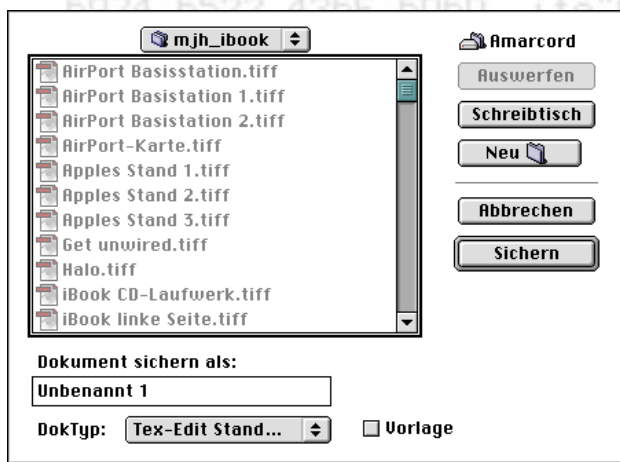 mjh_ibook
Amarcord
AirPort Basisstation.tiff
AirPort Basistation 1.tiff
AirPort Basistation 2.tiff
AirPort-Karte.tiff
Apples Stand 1.tiff
Apples Stand 2.tiff
Apples Stand 3.tiff
Get unwired.tiff
Halo.tiff
iBook CD-Laufwerk.tiff
iBook linke Seite.tiff
Auswerfen
Schreibtisch
Neu
Abbrechen
Sichern
Dokument sichern als:
Unbenannt 1
DokTyp: Tex-Edit Stand... Vorlage